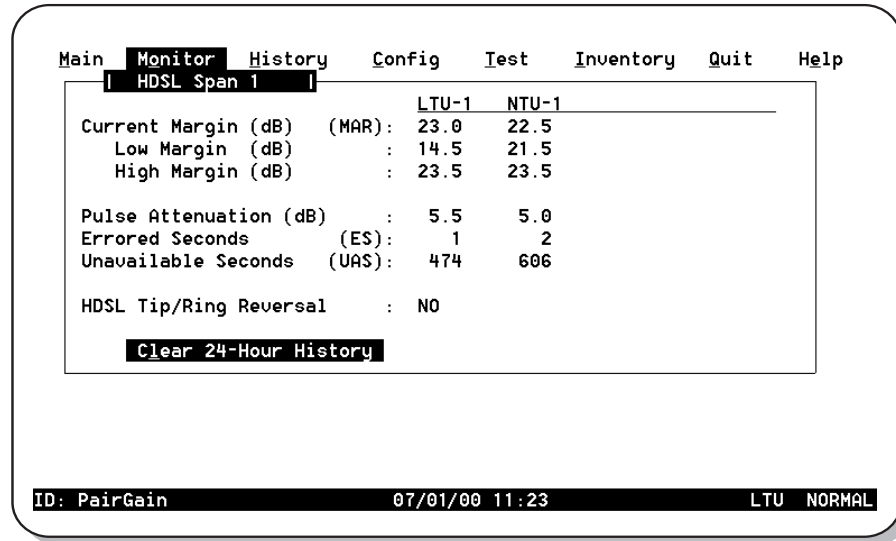 Main Monitor History Config Test Inventory Quit Help
HDSL Span 1
LTU-1 NTU-1
Current Margin (dB) (MAR): 23.0 22.5
Low Margin (dB) : 14.5 21.5
High Margin (dB) : 23.5 23.5
Pulse Attenuation (dB) : 5.5 5.0
Errored Seconds (ES): 1 2
Unavailable Seconds (UAS): 474 606
HDSL Tip/Ring Reversal : NO
Clear 24-Hour History
ID: PairGain 07/01/00 11:23 LTU NORMAL